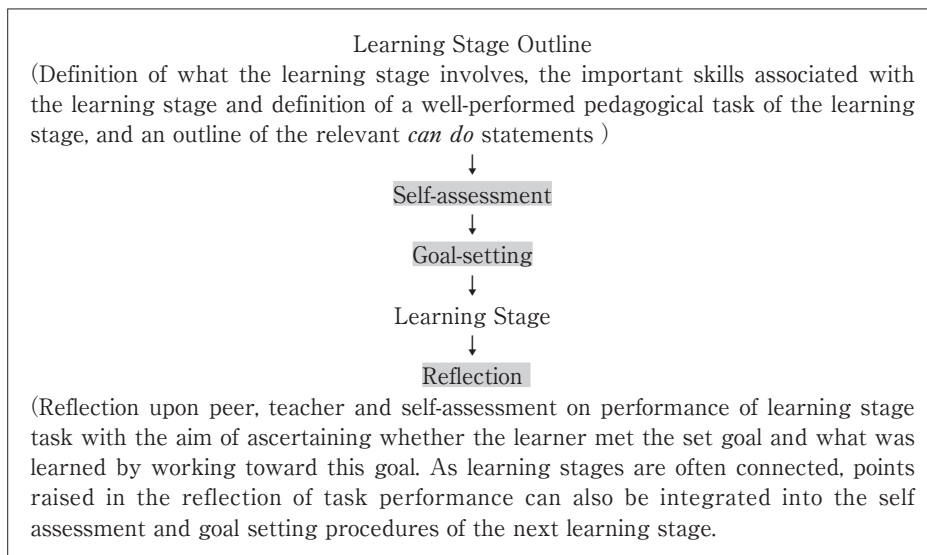 Learning Stage Outline
(Definition of what the learning stage involves, the important skills associated with
the learning stage and definition of a well-performed pedagogical task of the learning
stage, and an outline of the relevant can do statements )
↓
Self-assessment
↓
Goal-setting
↓
Learning Stage
↓
Reflection
(Reflection upon peer, teacher and self-assessment on performance of learning stage
task with the aim of ascertaining whether the learner met the set goal and what was
learned by working toward this goal. As learning stages are often connected, points
raised in the reflection of task performance can also be integrated into the self
assessment and goal setting procedures of the next learning stage.